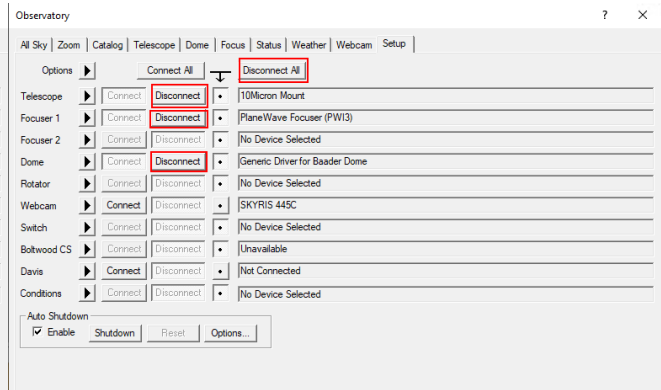 Observatory ? ×
All Sky Zoom Catalog Telescope Dome Focus Status Weather Webcam Setup
Options Connect All Disconnect All
Telescope Connect Disconnect 10Micron Mount
Focuser 1 Connect Disconnect PlaneWave Focuser (PWI3)
Focuser 2 Connect Disconnect No Device Selected
Dome Connect Disconnect Generic Driver for Baader Dome
Rotator Connect Disconnect No Device Selected
Webcam Connect Disconnect SKYRIS 445C
Switch Connect Disconnect No Device Selected
Boltwood CS Connect Disconnect Unavailable
Davis Connect Disconnect Not Connected
Conditions Connect Disconnect No Device Selected
Auto Shutdown
Enable Shutdown Reset Options...